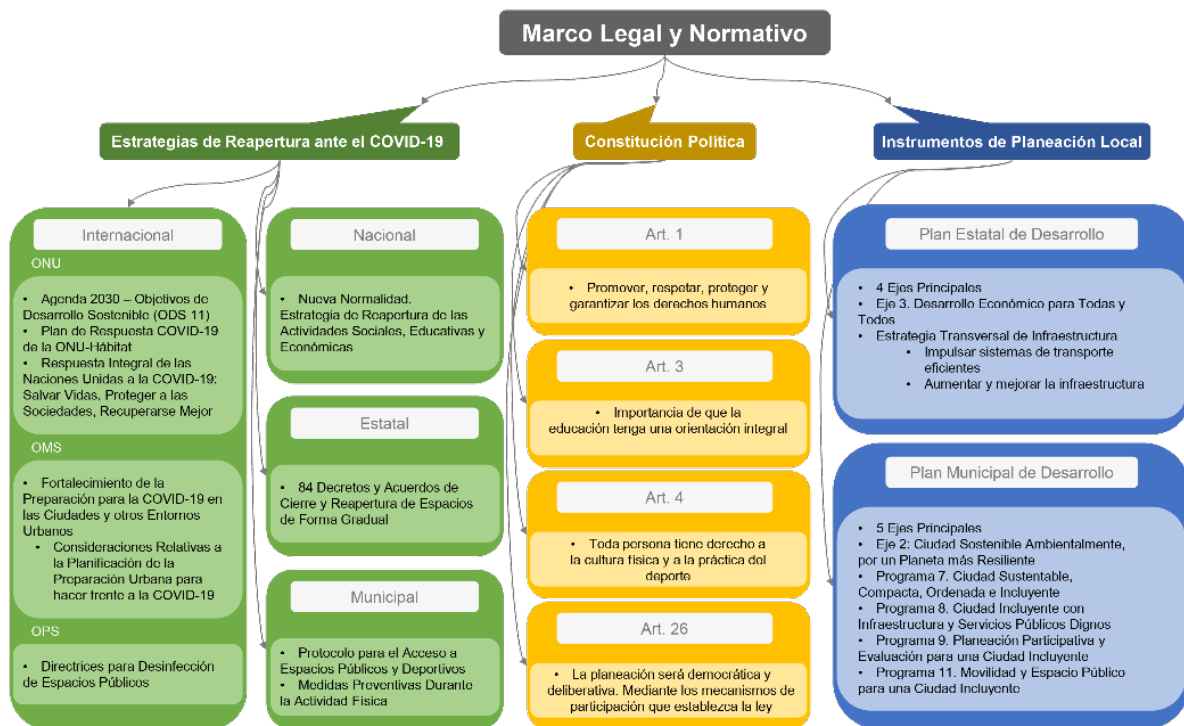 Marco Legal y Normativo
Estrategias de Reapertura ante el COVID-19
Internacional
ONU
• Agenda 2030 – Objetivos de
Desarrollo Sostenible (ODS 11)
• Plan de Respuesta COVID-19
de la ONU-Hábitat
• Respuesta Integral de las
Naciones Unidas a la COVID-19:
Salvar Vidas, Proteger a las
Sociedades, Recuperarse Mejor
OMS
• Fortalecimiento de la
Preparación para la COVID-19 en
las Ciudades y otros Entornos
Urbanos
• Consideraciones Relativas a
la Planificación de la
Preparación Urbana para
hacer frente a la COVID-19
OPS
• Directrices para Desinfección
de Espacios Públicos
Nacional
• Nueva Normalidad.
Estrategia de Reapertura de las
Actividades Sociales, Educativas y
Económicas
Estatal
• 84 Decretos y Acuerdos de
Cierre y Reapertura de Espacios
de Forma Gradual
Municipal
• Protocolo para el Acceso a
Espacios Públicos y Deportivos
• Medidas Preventivas Durante
la Actividad Física
Constitución Política
Art. 1
• Promover, respetar, proteger y
garantizar los derechos humanos
Art. 3
• Importancia de que la
educación tenga una orientación integral
Art. 4
• Toda persona tiene derecho a
la cultura física y a la práctica del
deporte
Art. 26
• La planeación será democrática y
deliberativa. Mediante los mecanismos de
participación que establezca la ley
Instrumentos de Planeación Local
Plan Estatal de Desarrollo
• 4 Ejes Principales
• Eje 3. Desarrollo Económico para Todas y
Todos
• Estrategia Transversal de Infraestructura
• Impulsar sistemas de transporte
eficientes
• Aumentar y mejorar la infraestructura
Plan Municipal de Desarrollo
• 5 Ejes Principales
• Eje 2: Ciudad Sostenible Ambientalmente,
por un Planeta más Resiliente
• Programa 7. Ciudad Sustentable,
Compacta, Ordenada e Incluyente
• Programa 8. Ciudad Incluyente con
Infraestructura y Servicios Públicos Dignos
• Programa 9. Planeación Participativa y
Evaluación para una Ciudad Incluyente
• Programa 11. Movilidad y Espacio Público
para una Ciudad Incluyente